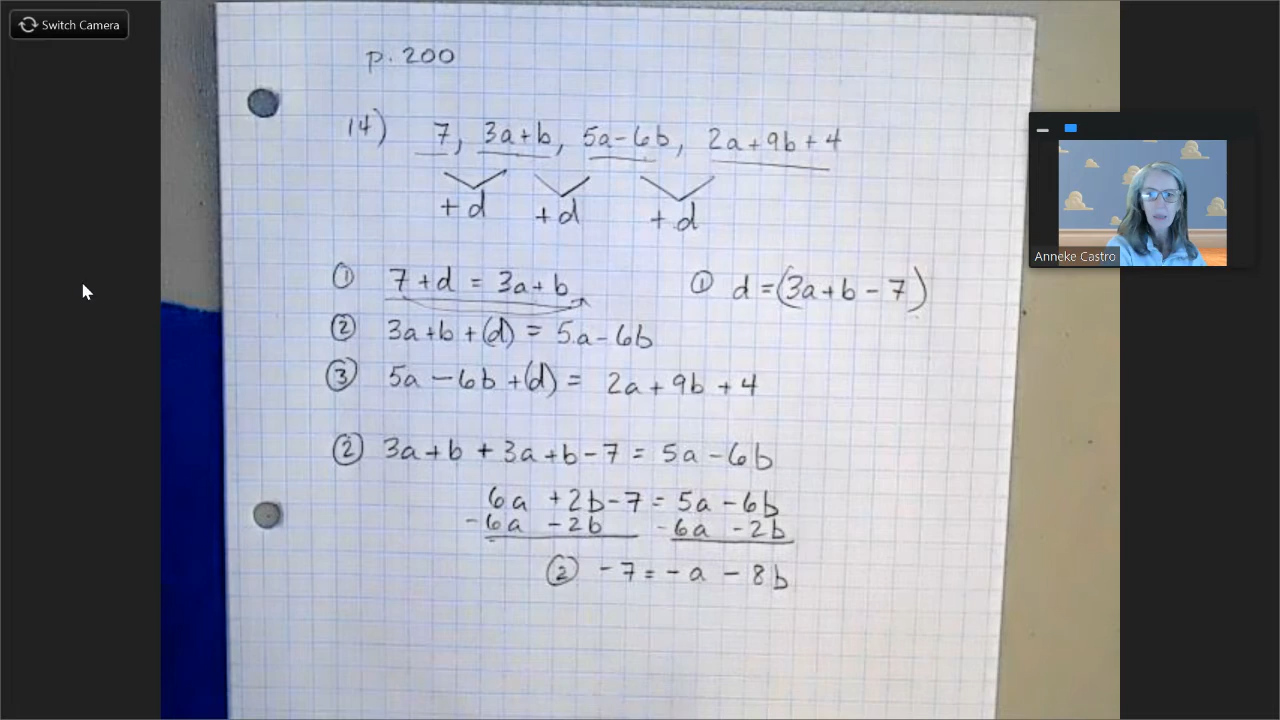 Switch Camera
p. 200
14) 7, 3a+b, 5a-6b, 2a+9b+4
+d +d +d
① 7+d = 3a+b
① d = (3a+b-7)
② 3a+b+(d) = 5a-6b
③ 5a-6b+(d) = 2a+9b+4
② 3a+b+3a+b-7 = 5a-6b
6a +2b-7 = 5a-6b
-6a -2b -6a -2b
② -7 = -a -8b
Anneke Castro